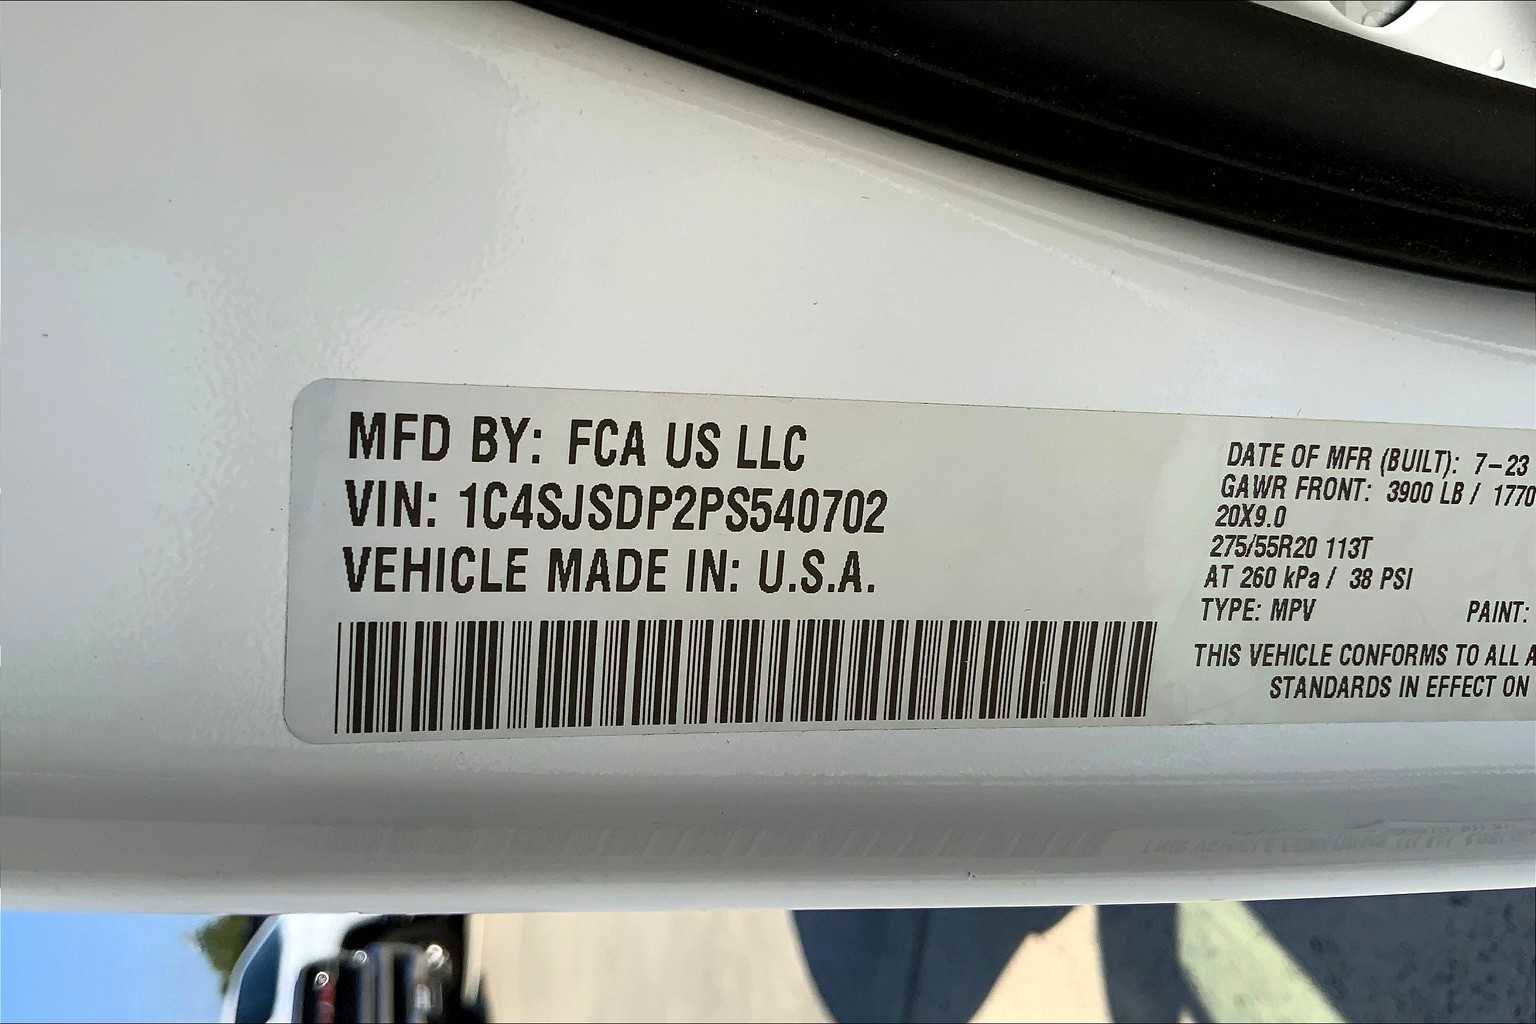 MFD BY: FCA US LLC
VIN: 1C4SJSDP2PS540702
VEHICLE MADE IN: U.S.A.
DATE OF MFR (BUILT): 7-23
GAWR FRONT: 3900 LB / 1770
20X9.0
275/55R20 113T
AT 260 kPa / 38 PSI
TYPE: MPV PAINT:
THIS VEHICLE CONFORMS TO ALL A
STANDARDS IN EFFECT ON